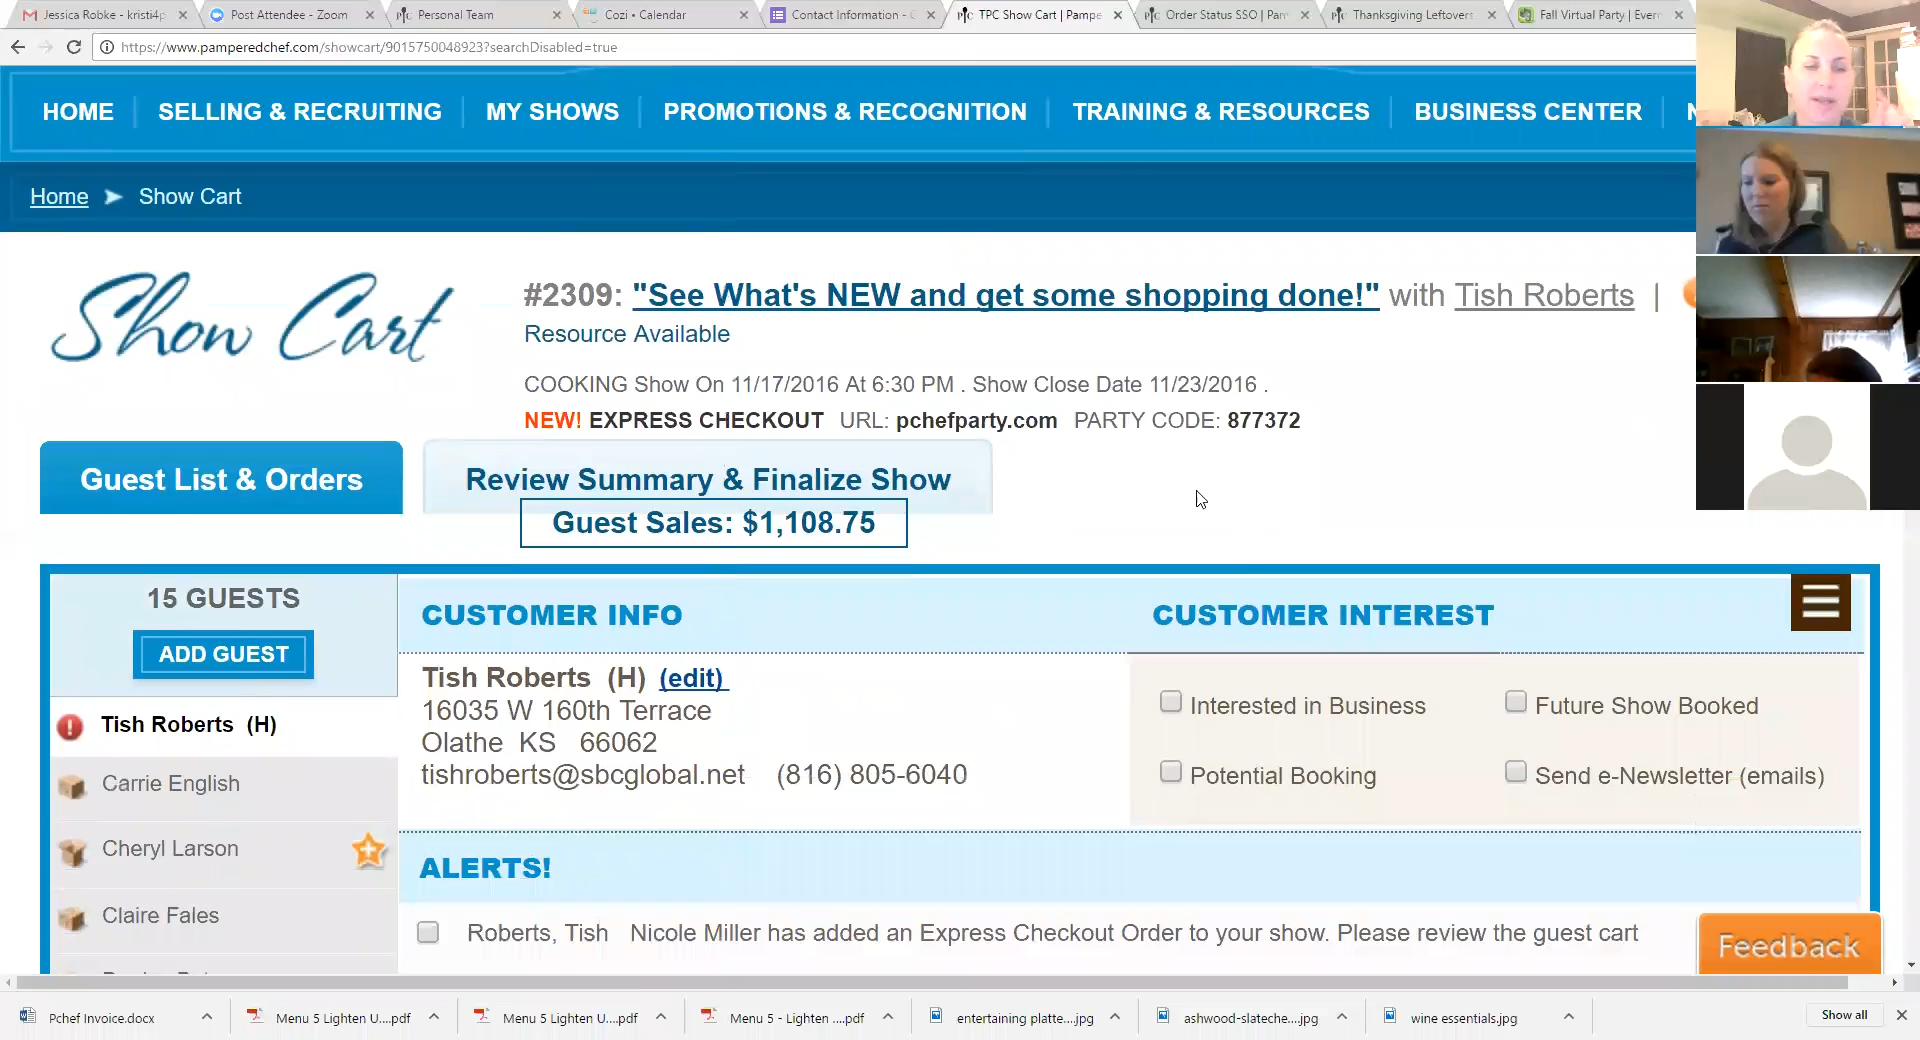 Jessica Robke - kristi4p
Post Attendee - Zoom
Personal Team
Cozi • Calendar
Contact Information - G
TPC Show Cart | Pampe
Order Status SSO | Pam
Thanksgiving Leftovers
Fall Virtual Party | Evern
https://www.pamperedchef.com/showcart/9015750048923?searchDisabled=true
HOME SELLING & RECRUITING MY SHOWS PROMOTIONS & RECOGNITION TRAINING & RESOURCES BUSINESS CENTER
Home Show Cart
Show Cart
#2309: "See What's NEW and get some shopping done!" with Tish Roberts |
Resource Available
COOKING Show On 11/17/2016 At 6:30 PM . Show Close Date 11/23/2016 .
NEW! EXPRESS CHECKOUT URL: pchefparty.com PARTY CODE: 877372
Guest List & Orders
Review Summary & Finalize Show
Guest Sales: $1,108.75
15 GUESTS
ADD GUEST
Tish Roberts (H)
Carrie English
Cheryl Larson
Claire Fales
CUSTOMER INFO
Tish Roberts (H) (edit)
16035 W 160th Terrace
Olathe KS 66062
tishroberts@sbcglobal.net (816) 805-6040
CUSTOMER INTEREST
Interested in Business
Future Show Booked
Potential Booking
Send e-Newsletter (emails)
ALERTS!
Roberts, Tish Nicole Miller has added an Express Checkout Order to your show. Please review the guest cart
Feedback
Pchef Invoice.docx
Menu 5 Lighten U....pdf
Menu 5 Lighten U....pdf
Menu 5 - Lighten ....pdf
entertaining platte....jpg
ashwood-slateche....jpg
wine essentials.jpg
Show all